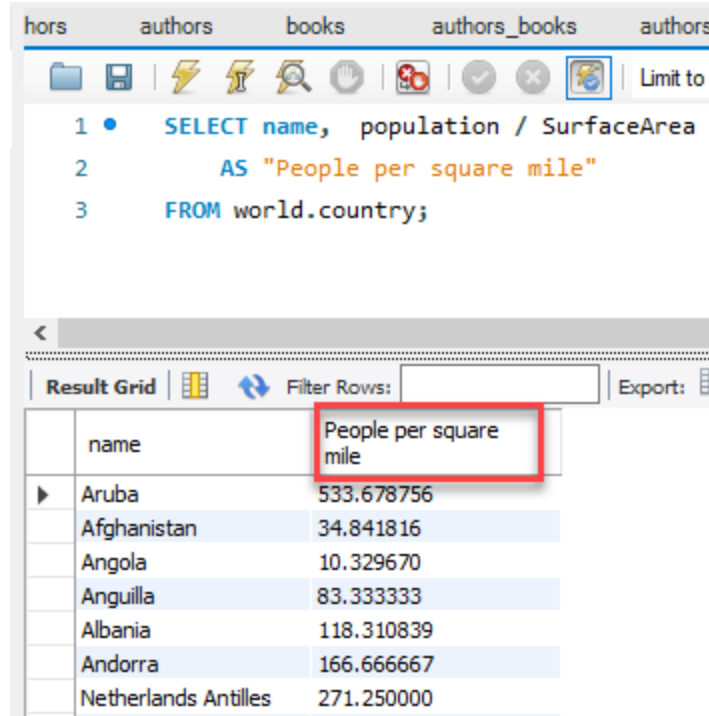 hors authors books authors_books authors
Limit to
1 SELECT name, population / SurfaceArea
2 AS "People per square mile"
3 FROM world.country;
Result Grid Filter Rows: Export:
name People per square
mile
Aruba 533.678756
Afghanistan 34.841816
Angola 10.329670
Anguilla 83.333333
Albania 118.310839
Andorra 166.666667
Netherlands Antilles 271.250000